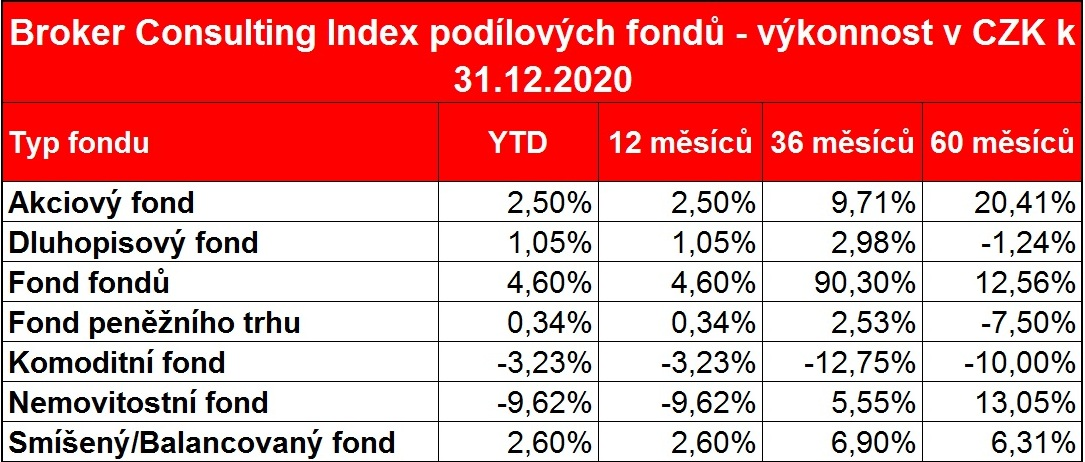 Broker Consulting Index podílových fondů - výkonnost v CZK k
31.12.2020
Typ fondu YTD 12 měsíců 36 měsíců 60 měsíců
Akciový fond 2,50% 2,50% 9,71% 20,41%
Dluhopisový fond 1,05% 1,05% 2,98% -1,24%
Fond fondů 4,60% 4,60% 90,30% 12,56%
Fond peněžního trhu 0,34% 0,34% 2,53% -7,50%
Komoditní fond -3,23% -3,23% -12,75% -10,00%
Nemovitostní fond -9,62% -9,62% 5,55% 13,05%
Smíšený/Balancovaný fond 2,60% 2,60% 6,90% 6,31%